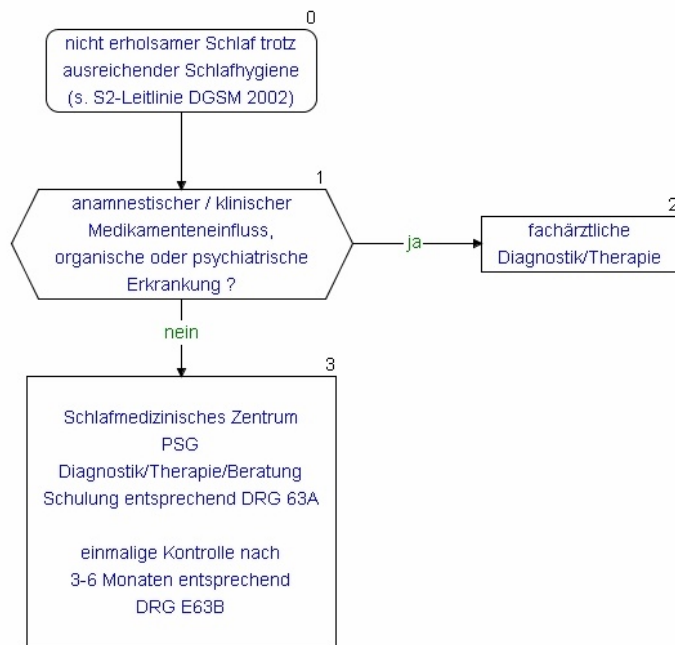 0
nicht erholsamer Schlaf trotz
ausreichender Schlafhygiene
(s. S2-Leitlinie DGSM 2002)
1
anamnestischer / klinischer
Medikamenteneinfluss,
organische oder psychiatrische
Erkrankung ?
ja
2
fachärztliche
Diagnostik/Therapie
nein
3
Schlafmedizinisches Zentrum
PSG
Diagnostik/Therapie/Beratung
Schulung entsprechend DRG 63A
einmalige Kontrolle nach
3-6 Monaten entsprechend
DRG E63B